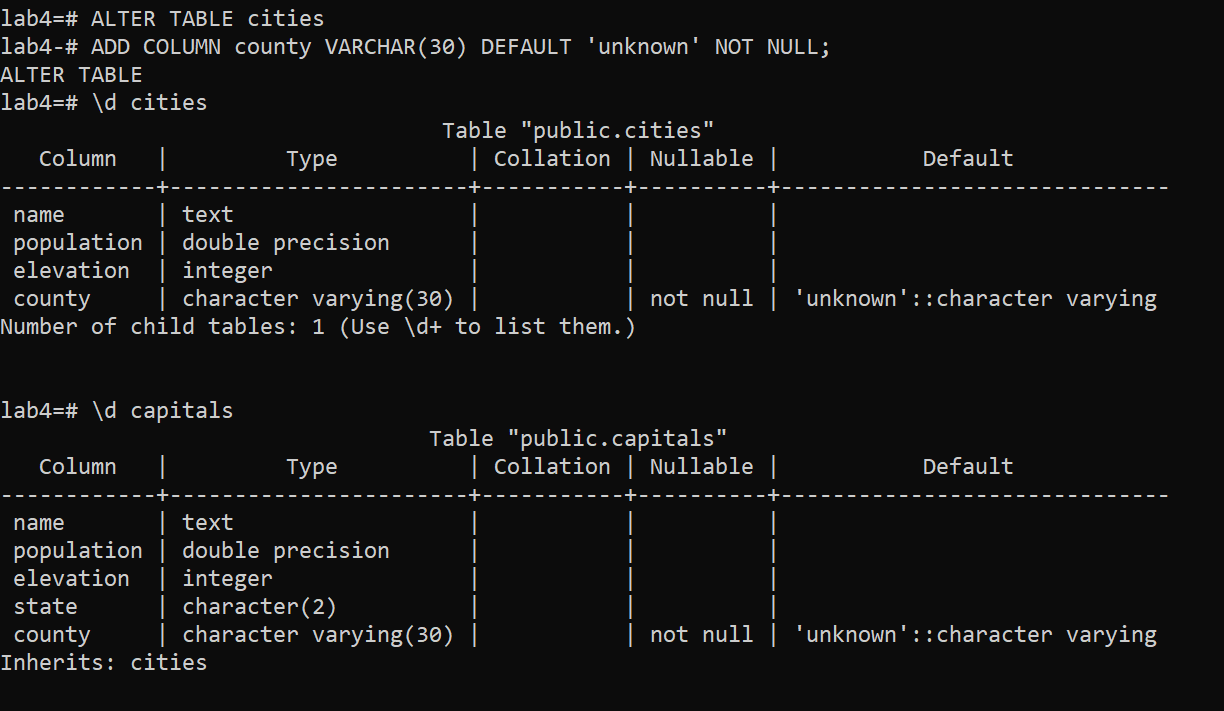 lab4=# ALTER TABLE cities
lab4-# ADD COLUMN county VARCHAR(30) DEFAULT 'unknown' NOT NULL;
ALTER TABLE
lab4=# \d cities
                                  Table "public.cities"
   Column   |         Type          | Collation | Nullable |           Default
------------+-----------------------+-----------+----------+------------------------------
 name       | text                  |           |          |
 population | double precision      |           |          |
 elevation  | integer               |           |          |
 county     | character varying(30) |           | not null | 'unknown'::character varying
Number of child tables: 1 (Use \d+ to list them.)
lab4=# \d capitals
                                 Table "public.capitals"
   Column   |         Type          | Collation | Nullable |           Default
------------+-----------------------+-----------+----------+------------------------------
 name       | text                  |           |          |
 population | double precision      |           |          |
 elevation  | integer               |           |          |
 state      | character(2)          |           |          |
 county     | character varying(30) |           | not null | 'unknown'::character varying
Inherits: cities